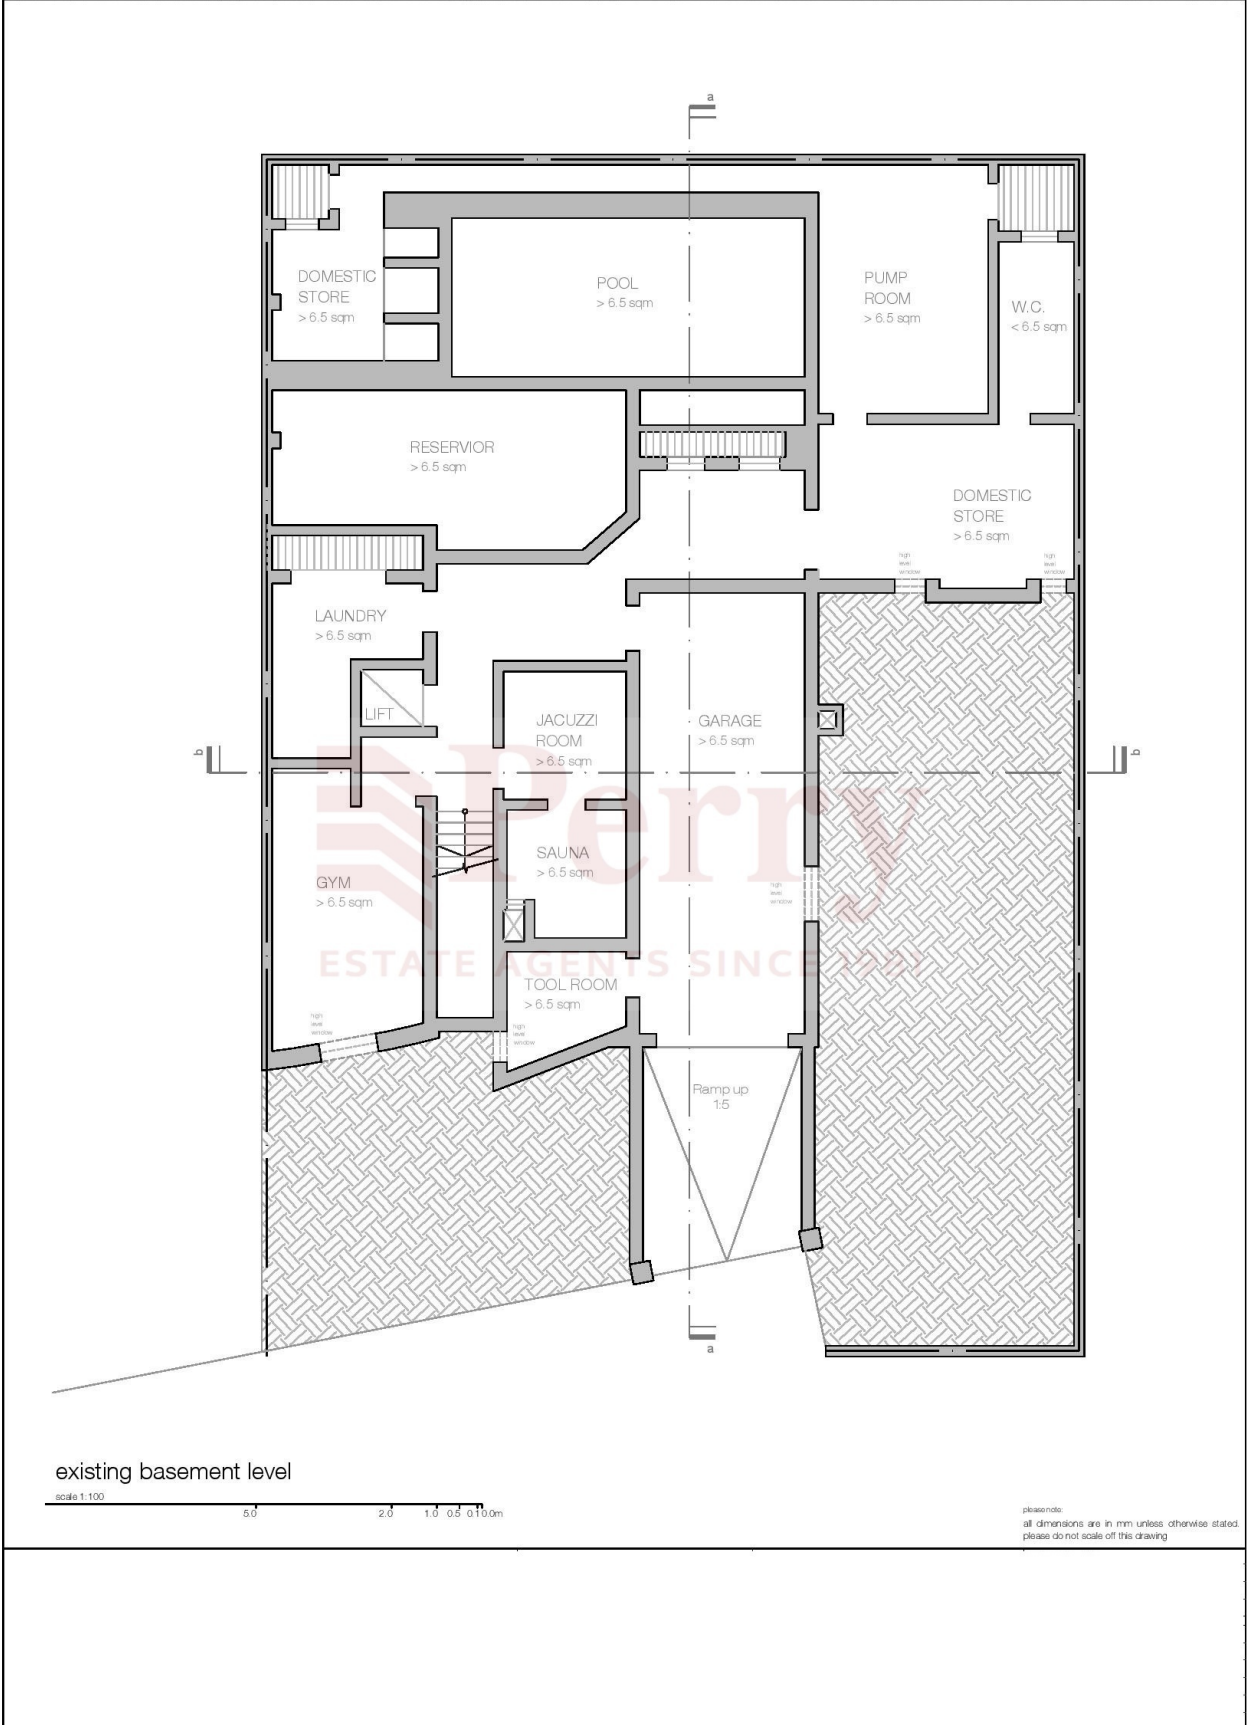 a
DOMESTIC
STORE
> 6.5 sqm
POOL
> 6.5 sqm
PUMP
ROOM
> 6.5 sqm
W.C.
< 6.5 sqm
RESERVIOR
> 6.5 sqm
DOMESTIC
STORE
> 6.5 sqm
high
level
window
high
level
window
LAUNDRY
> 6.5 sqm
LIFT
JACUZZI
ROOM
> 6.5 sqm
GARAGE
> 6.5 sqm
b
b
Perry
ESTATE AGENTS SINCE 1981
SAUNA
> 6.5 sqm
GYM
> 6.5 sqm
high
level
window
TOOL ROOM
> 6.5 sqm
high
level
window
high
level
window
Ramp up
1:5
a
existing basement level
scale 1:100
5.0 2.0 1.0 0.5 0.1 0.0m
please note:
all dimensions are in mm unless otherwise stated.
please do not scale off this drawing